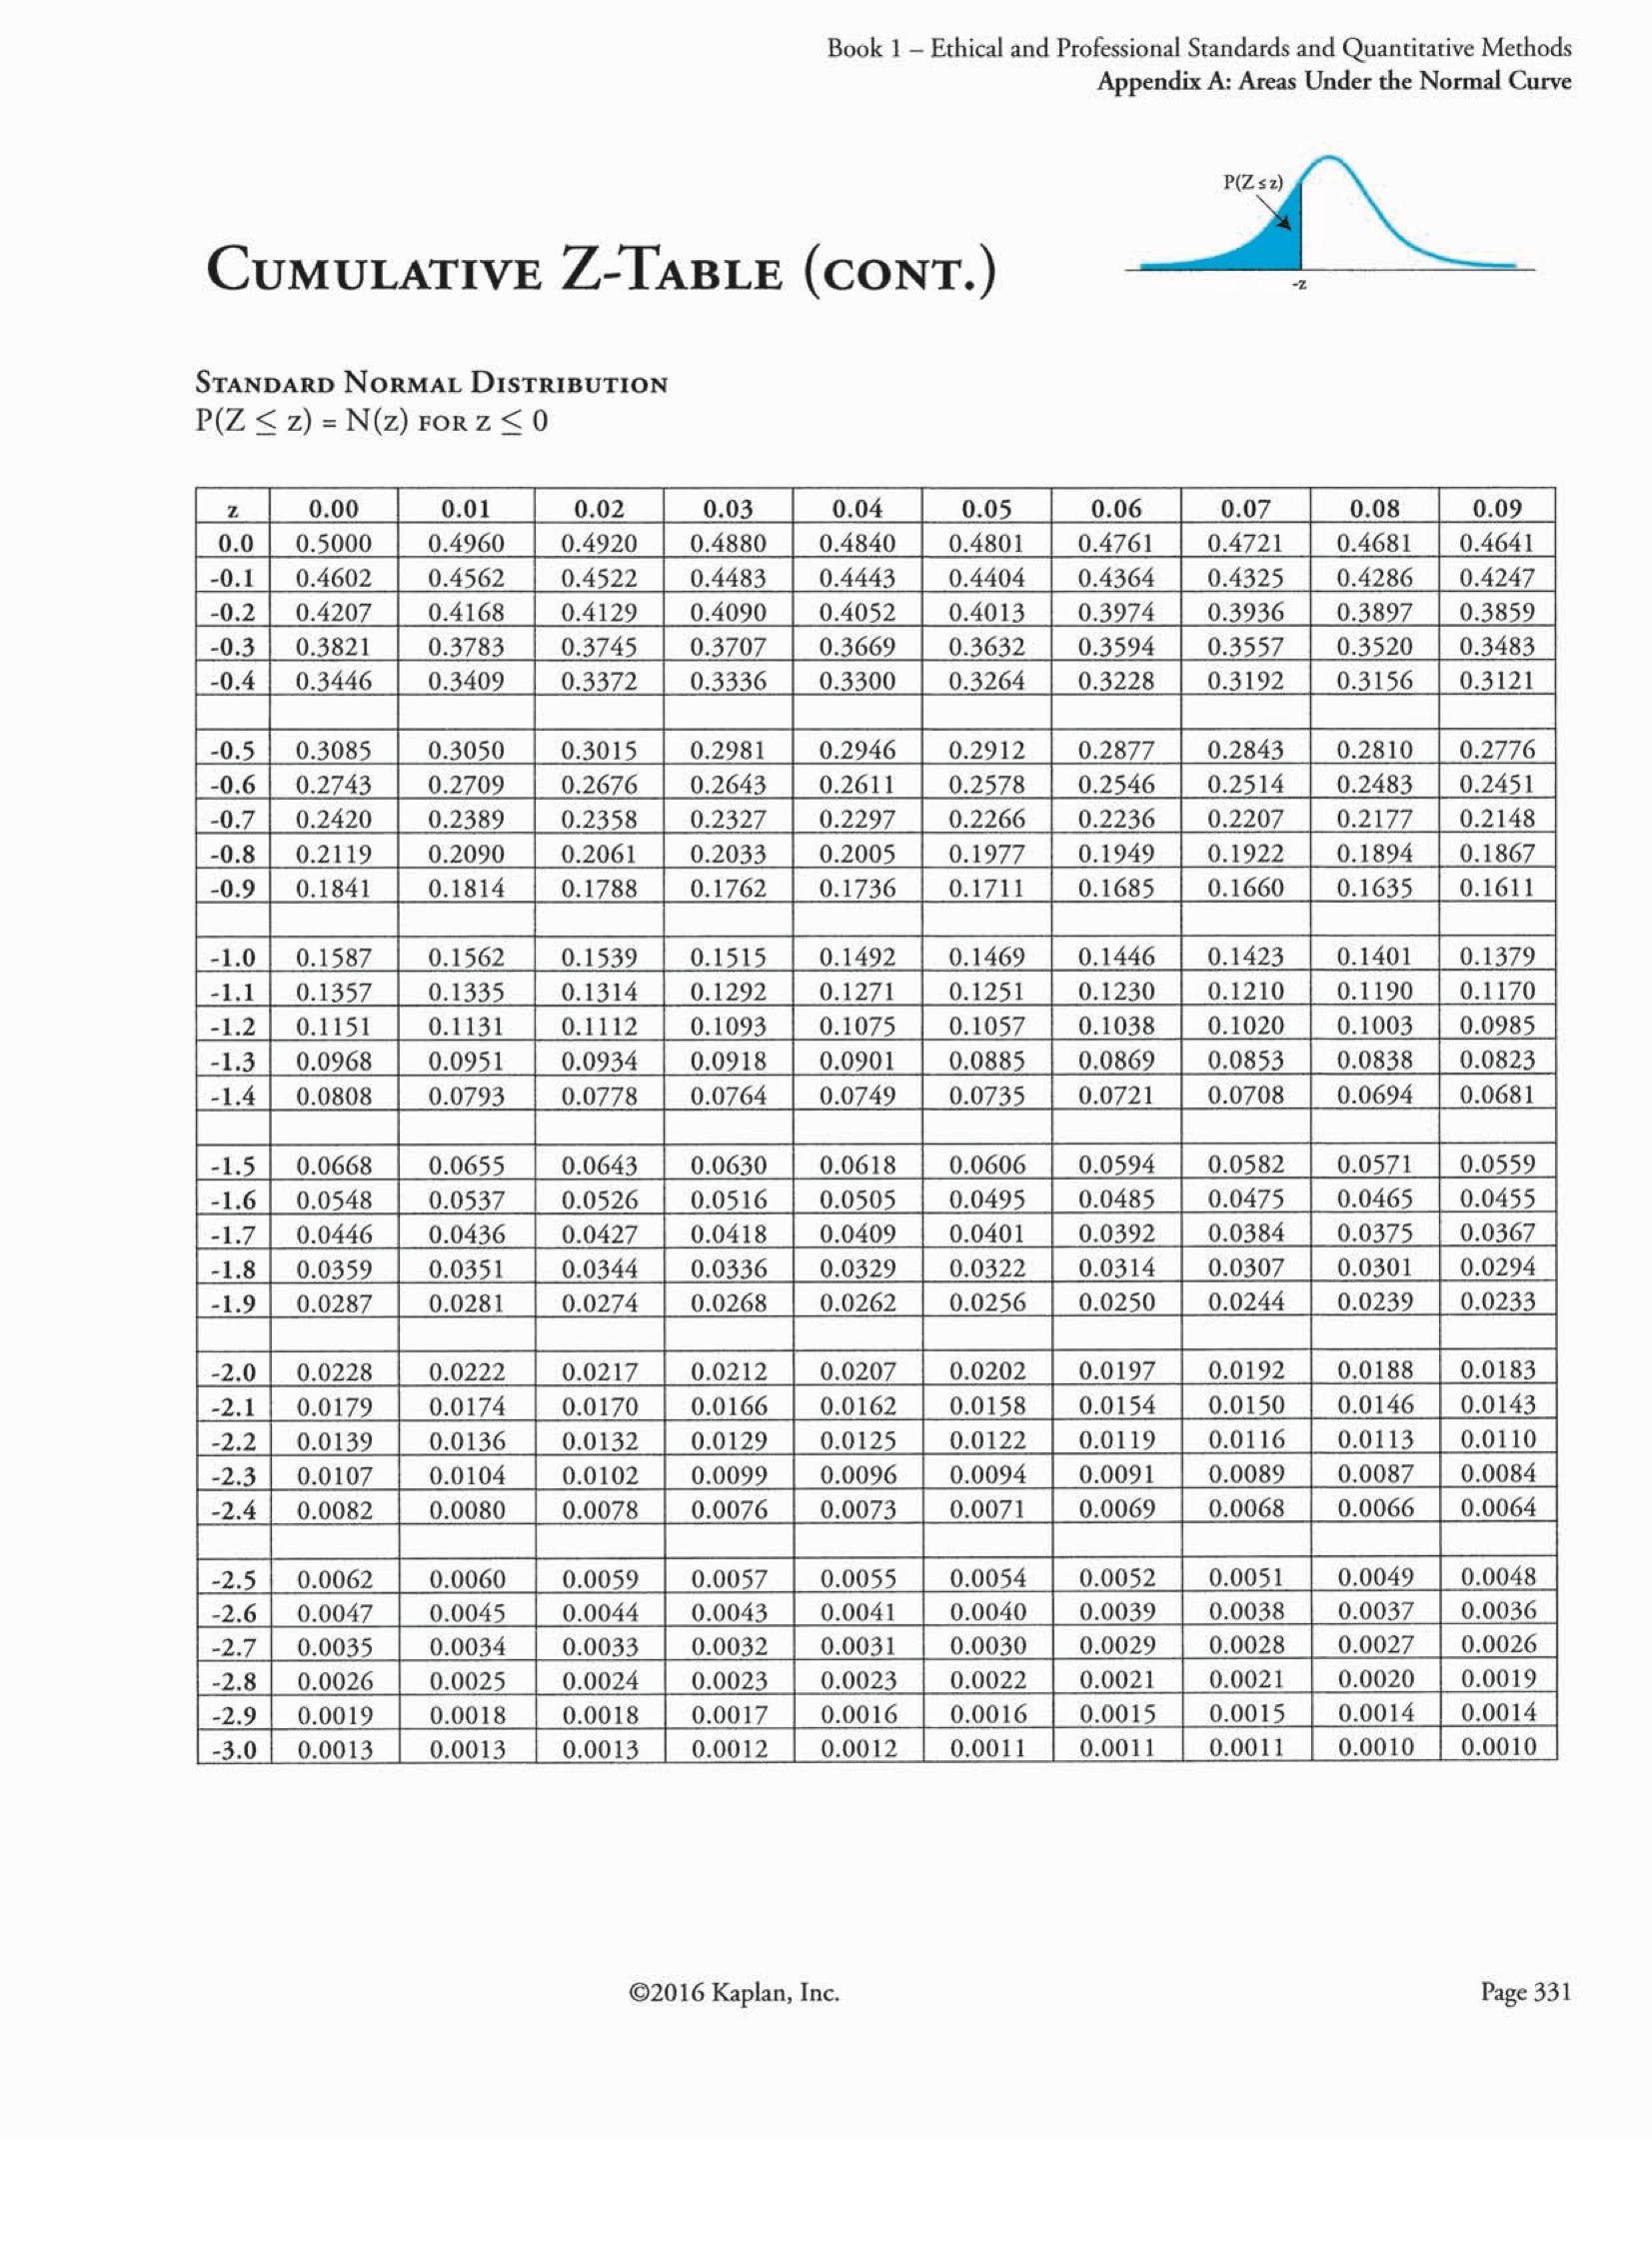 Book 1 – Ethical and Professional Standards and Quantitative Methods
Appendix A: Areas Under the Normal Curve
P(Z ≤ z)
-z
Cumulative Z-Table (cont.)
Standard Normal Distribution
P(Z ≤ z) = N(z) for z ≤ 0
z 0.00 0.01 0.02 0.03 0.04 0.05 0.06 0.07 0.08 0.09
0.0 0.5000 0.4960 0.4920 0.4880 0.4840 0.4801 0.4761 0.4721 0.4681 0.4641
-0.1 0.4602 0.4562 0.4522 0.4483 0.4443 0.4404 0.4364 0.4325 0.4286 0.4247
-0.2 0.4207 0.4168 0.4129 0.4090 0.4052 0.4013 0.3974 0.3936 0.3897 0.3859
-0.3 0.3821 0.3783 0.3745 0.3707 0.3669 0.3632 0.3594 0.3557 0.3520 0.3483
-0.4 0.3446 0.3409 0.3372 0.3336 0.3300 0.3264 0.3228 0.3192 0.3156 0.3121
-0.5 0.3085 0.3050 0.3015 0.2981 0.2946 0.2912 0.2877 0.2843 0.2810 0.2776
-0.6 0.2743 0.2709 0.2676 0.2643 0.2611 0.2578 0.2546 0.2514 0.2483 0.2451
-0.7 0.2420 0.2389 0.2358 0.2327 0.2297 0.2266 0.2236 0.2207 0.2177 0.2148
-0.8 0.2119 0.2090 0.2061 0.2033 0.2005 0.1977 0.1949 0.1922 0.1894 0.1867
-0.9 0.1841 0.1814 0.1788 0.1762 0.1736 0.1711 0.1685 0.1660 0.1635 0.1611
-1.0 0.1587 0.1562 0.1539 0.1515 0.1492 0.1469 0.1446 0.1423 0.1401 0.1379
-1.1 0.1357 0.1335 0.1314 0.1292 0.1271 0.1251 0.1230 0.1210 0.1190 0.1170
-1.2 0.1151 0.1131 0.1112 0.1093 0.1075 0.1057 0.1038 0.1020 0.1003 0.0985
-1.3 0.0968 0.0951 0.0934 0.0918 0.0901 0.0885 0.0869 0.0853 0.0838 0.0823
-1.4 0.0808 0.0793 0.0778 0.0764 0.0749 0.0735 0.0721 0.0708 0.0694 0.0681
-1.5 0.0668 0.0655 0.0643 0.0630 0.0618 0.0606 0.0594 0.0582 0.0571 0.0559
-1.6 0.0548 0.0537 0.0526 0.0516 0.0505 0.0495 0.0485 0.0475 0.0465 0.0455
-1.7 0.0446 0.0436 0.0427 0.0418 0.0409 0.0401 0.0392 0.0384 0.0375 0.0367
-1.8 0.0359 0.0351 0.0344 0.0336 0.0329 0.0322 0.0314 0.0307 0.0301 0.0294
-1.9 0.0287 0.0281 0.0274 0.0268 0.0262 0.0256 0.0250 0.0244 0.0239 0.0233
-2.0 0.0228 0.0222 0.0217 0.0212 0.0207 0.0202 0.0197 0.0192 0.0188 0.0183
-2.1 0.0179 0.0174 0.0170 0.0166 0.0162 0.0158 0.0154 0.0150 0.0146 0.0143
-2.2 0.0139 0.0136 0.0132 0.0129 0.0125 0.0122 0.0119 0.0116 0.0113 0.0110
-2.3 0.0107 0.0104 0.0102 0.0099 0.0096 0.0094 0.0091 0.0089 0.0087 0.0084
-2.4 0.0082 0.0080 0.0078 0.0076 0.0073 0.0071 0.0069 0.0068 0.0066 0.0064
-2.5 0.0062 0.0060 0.0059 0.0057 0.0055 0.0054 0.0052 0.0051 0.0049 0.0048
-2.6 0.0047 0.0045 0.0044 0.0043 0.0041 0.0040 0.0039 0.0038 0.0037 0.0036
-2.7 0.0035 0.0034 0.0033 0.0032 0.0031 0.0030 0.0029 0.0028 0.0027 0.0026
-2.8 0.0026 0.0025 0.0024 0.0023 0.0023 0.0022 0.0021 0.0021 0.0020 0.0019
-2.9 0.0019 0.0018 0.0018 0.0017 0.0016 0.0016 0.0015 0.0015 0.0014 0.0014
-3.0 0.0013 0.0013 0.0013 0.0012 0.0012 0.0011 0.0011 0.0011 0.0010 0.0010
©2016 Kaplan, Inc.
Page 331